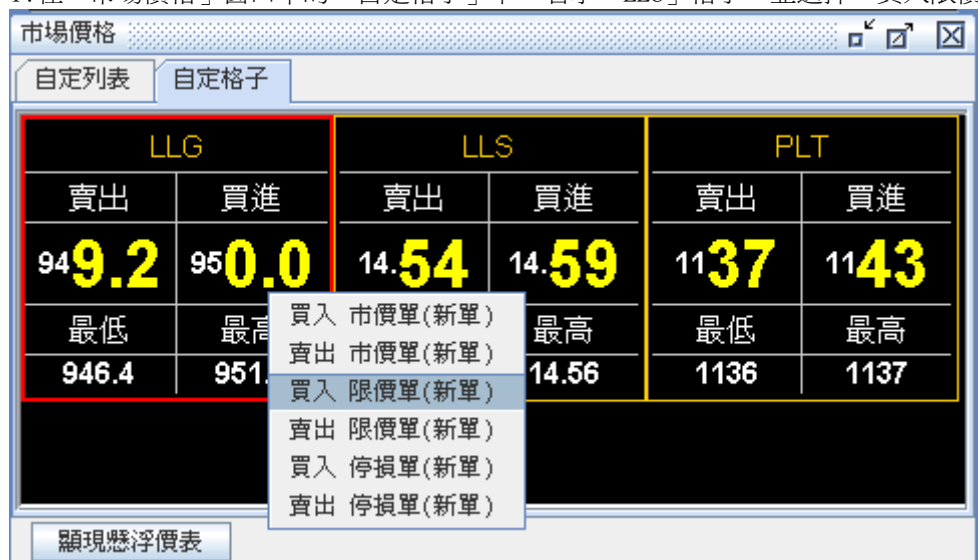 市場價格
自定列表 自定格子
LLG LLS PLT
賣出 買進 賣出 買進 賣出 買進
949.2 950.0 14.54 14.59 1137 1143
最低 最高 最高 最低 最高
946.4 951. 14.56 1136 1137
買入 市價單(新單)
賣出 市價單(新單)
買入 限價單(新單)
賣出 限價單(新單)
買入 停損單(新單)
賣出 停損單(新單)
顯現懸浮價表